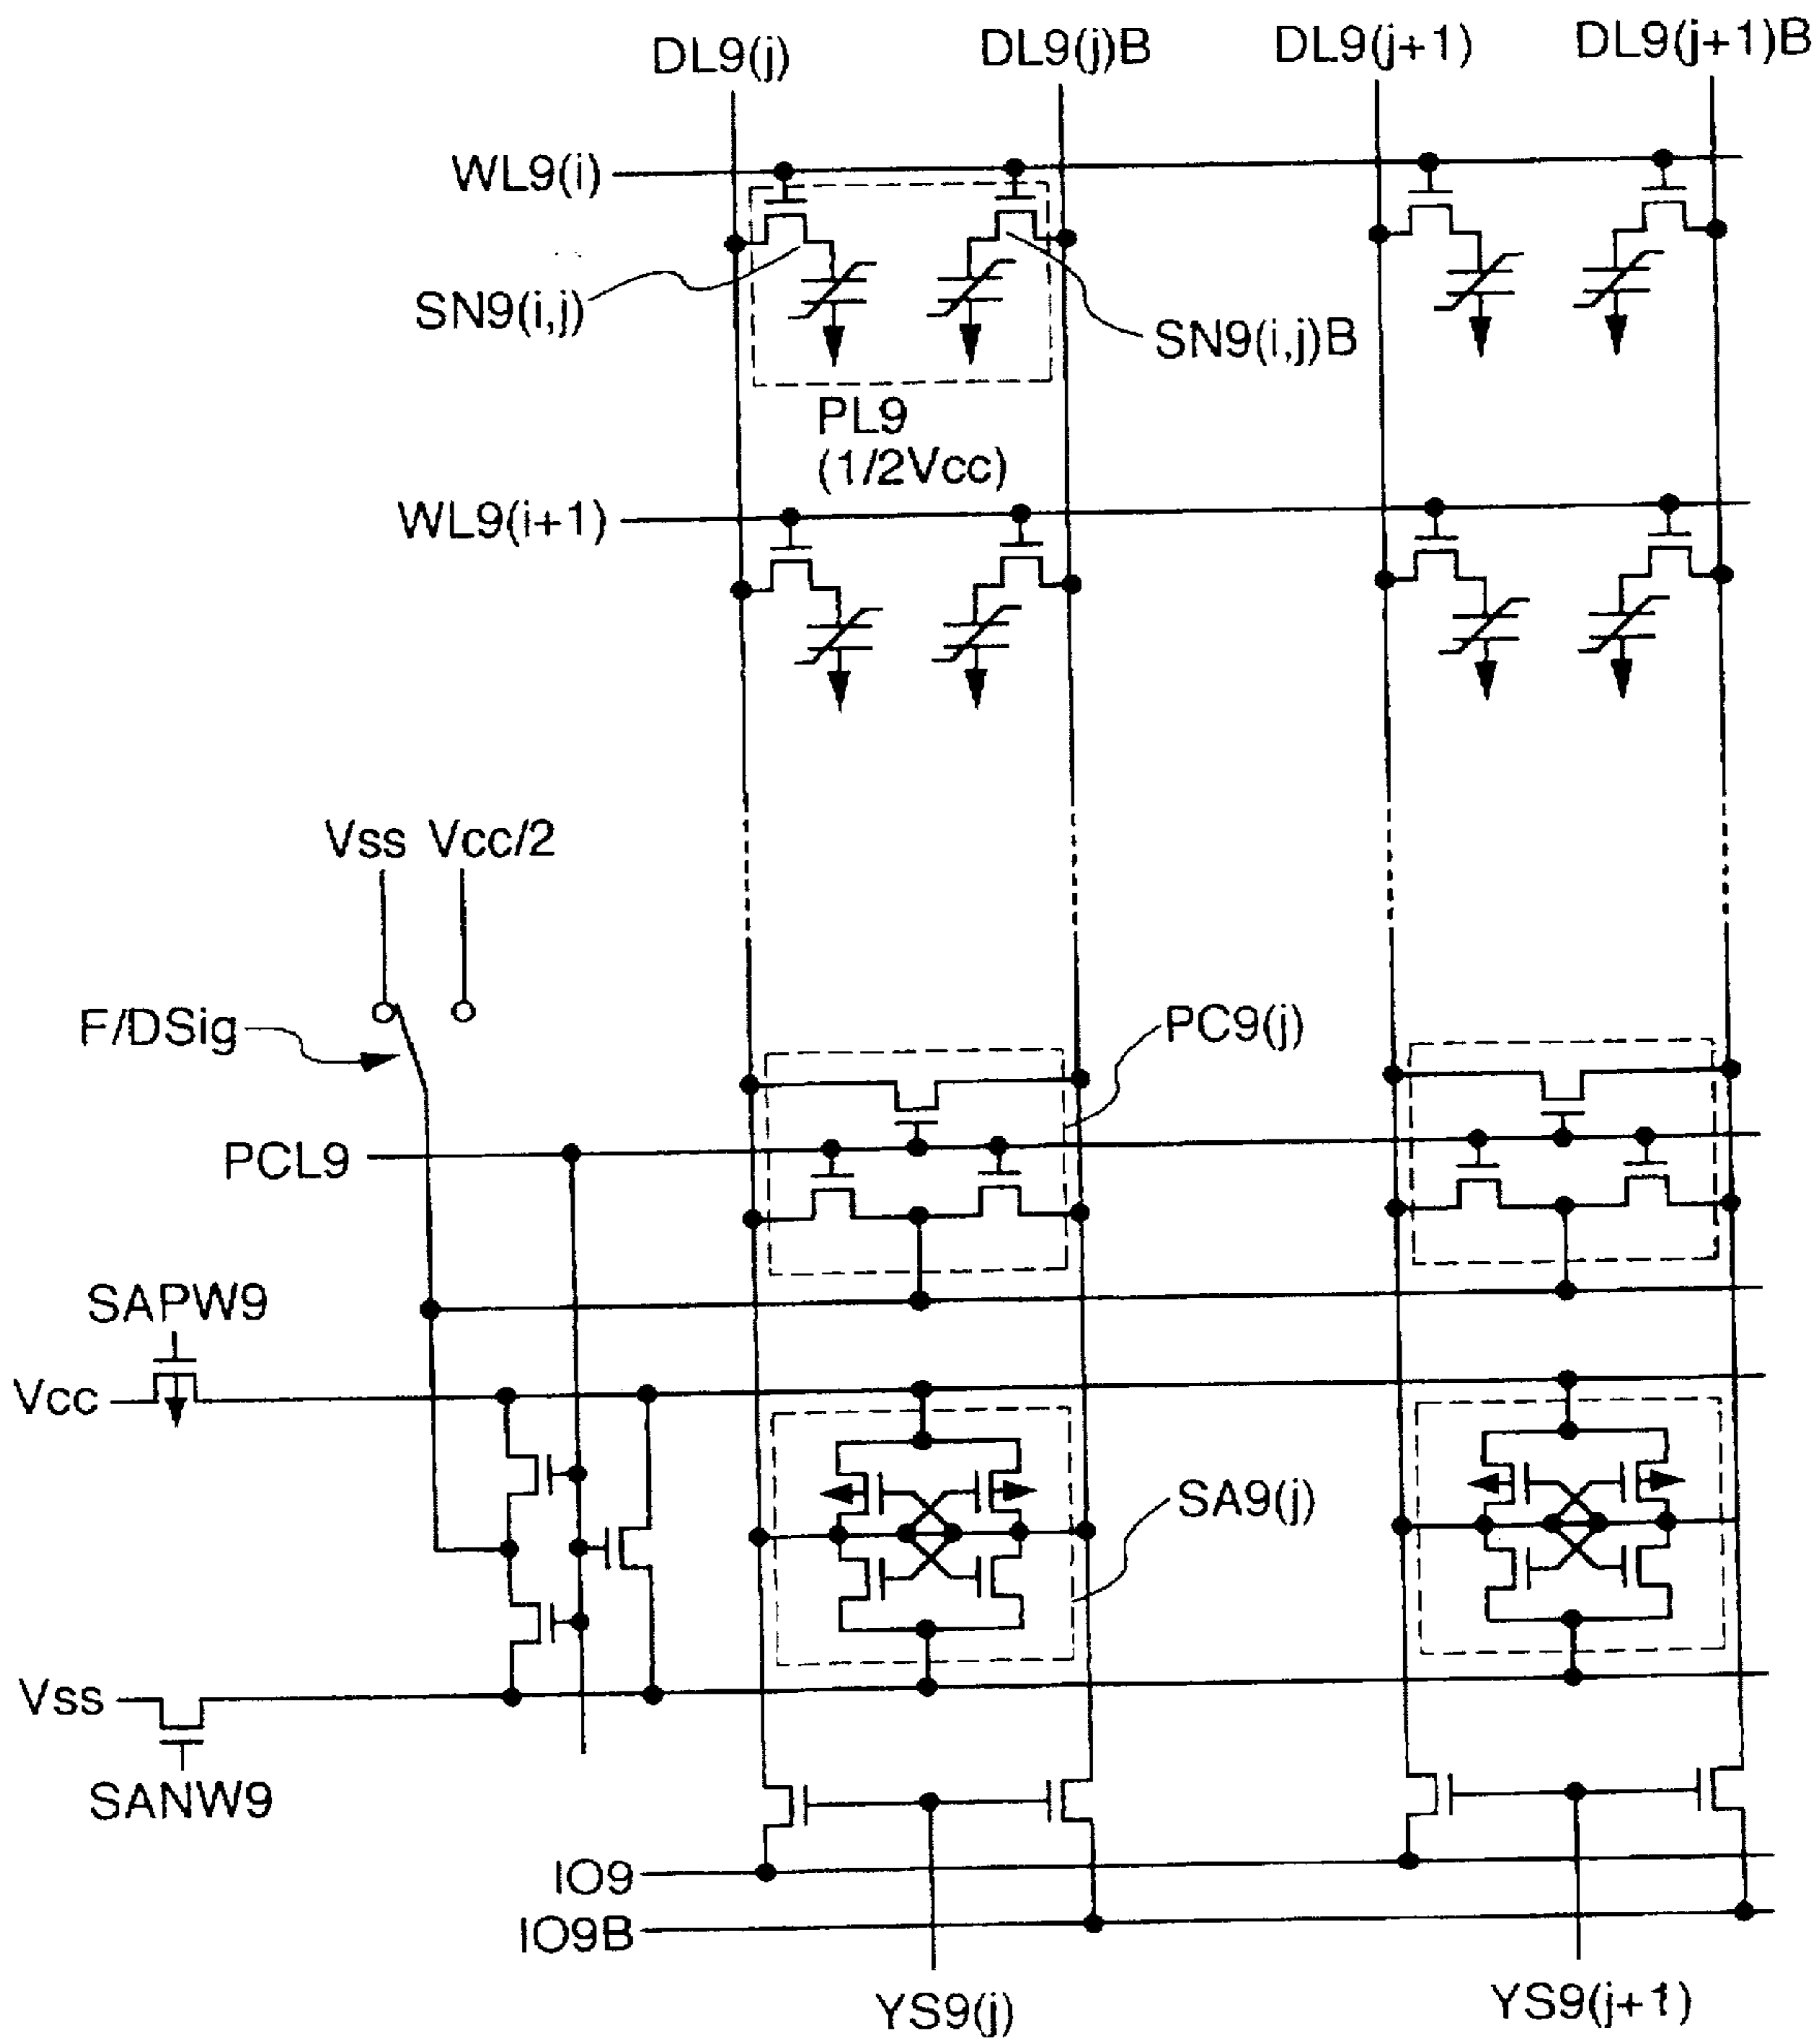 DL9(j)
DL9(j)B
DL9(j+1)
DL9(j+1)B
WL9(i)
SN9(i,j)
SN9(i,j)B
PL9
(1/2Vcc)
WL9(i+1)
Vss
Vcc/2
F/DSig
PC9(j)
PCL9
SAPW9
Vcc
SA9(j)
Vss
SANW9
IO9
IO9B
YS9(j)
YS9(j+1)